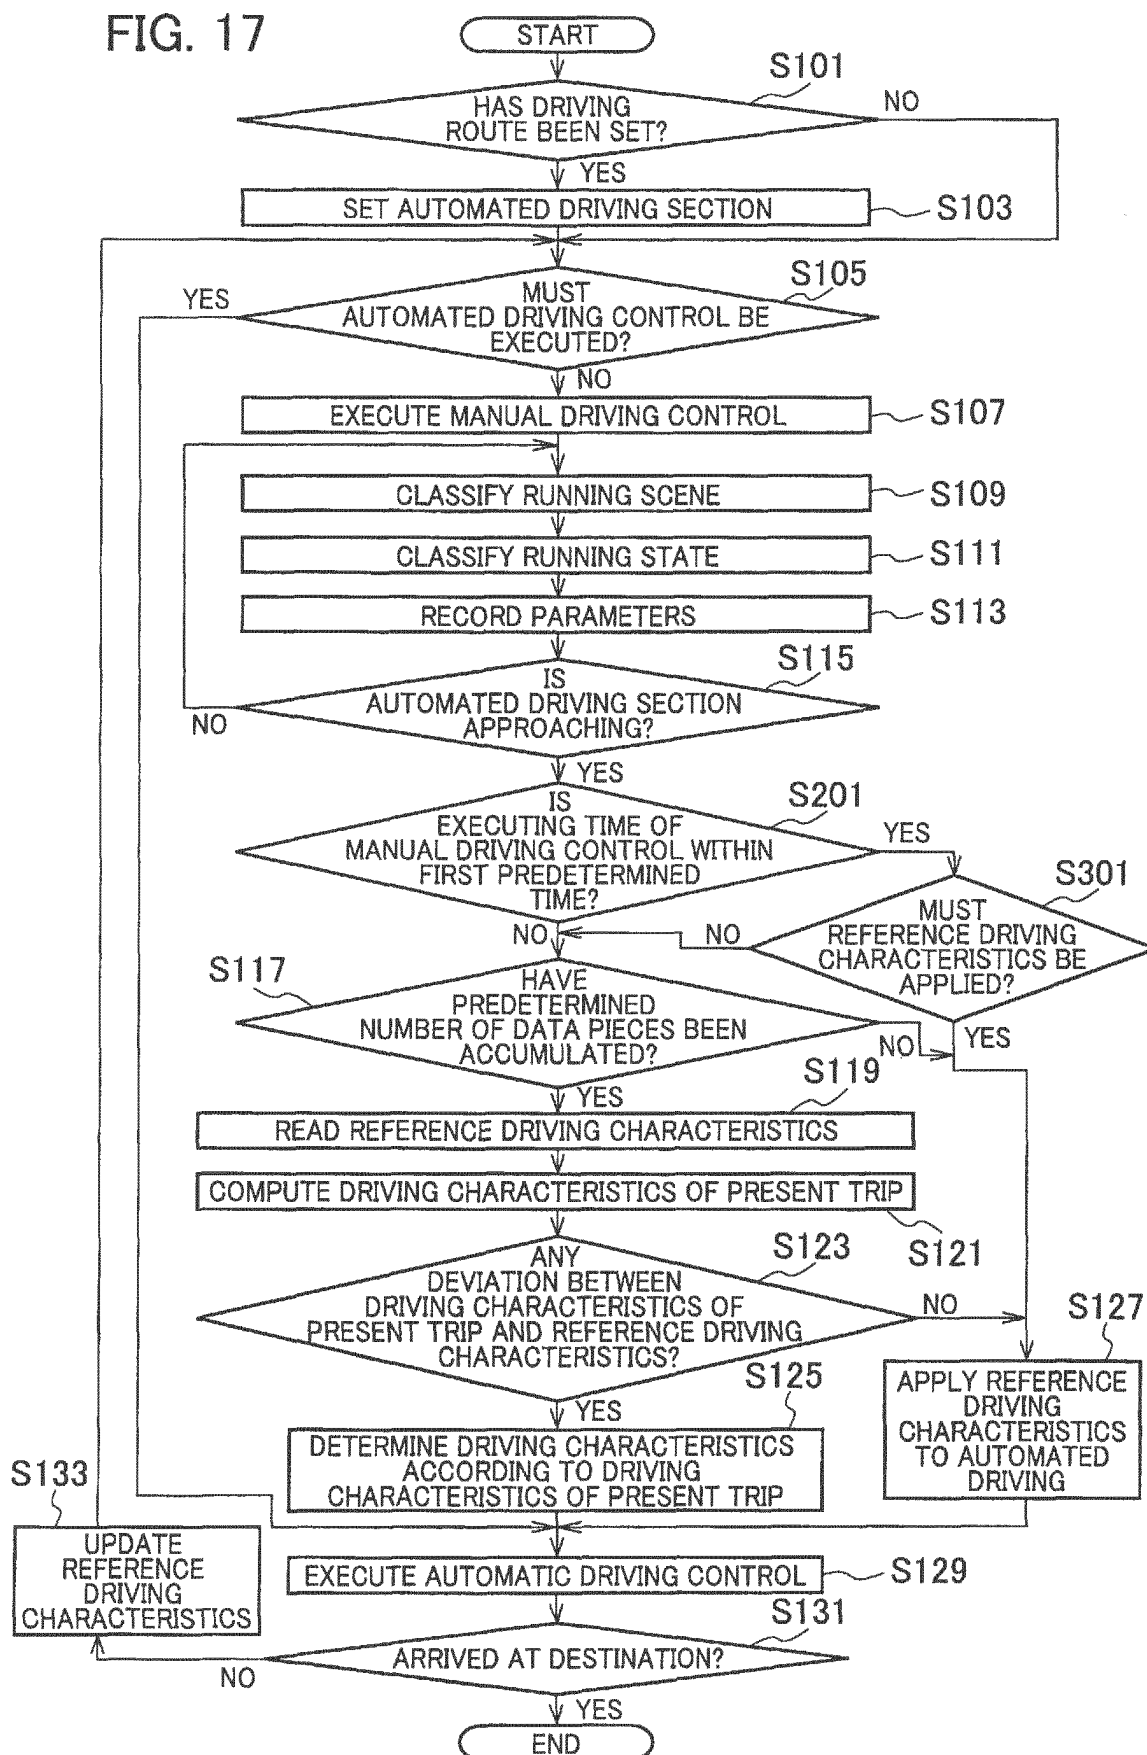 FIG. 17
START
S101
HAS DRIVING
ROUTE BEEN SET?
NO
YES
SET AUTOMATED DRIVING SECTION
S103
S105
YES
MUST
AUTOMATED DRIVING CONTROL BE
EXECUTED?
NO
EXECUTE MANUAL DRIVING CONTROL
S107
CLASSIFY RUNNING SCENE
S109
CLASSIFY RUNNING STATE
S111
RECORD PARAMETERS
S113
S115
IS
AUTOMATED DRIVING SECTION
APPROACHING?
NO
YES
S201
IS
EXECUTING TIME OF
MANUAL DRIVING CONTROL WITHIN
FIRST PREDETERMINED
TIME?
YES
S301
MUST
REFERENCE DRIVING
CHARACTERISTICS BE
APPLIED?
NO
NO
YES
S117
HAVE
PREDETERMINED
NUMBER OF DATA PIECES BEEN
ACCUMULATED?
NO
YES
S119
READ REFERENCE DRIVING CHARACTERISTICS
COMPUTE DRIVING CHARACTERISTICS OF PRESENT TRIP
S121
S123
ANY
DEVIATION BETWEEN
DRIVING CHARACTERISTICS OF
PRESENT TRIP AND REFERENCE DRIVING
CHARACTERISTICS?
NO
YES
S127
APPLY REFERENCE
DRIVING
CHARACTERISTICS
TO AUTOMATED
DRIVING
S125
DETERMINE DRIVING CHARACTERISTICS
ACCORDING TO DRIVING
CHARACTERISTICS OF PRESENT TRIP
S133
UPDATE
REFERENCE
DRIVING
CHARACTERISTICS
EXECUTE AUTOMATIC DRIVING CONTROL
S129
S131
ARRIVED AT DESTINATION?
NO
YES
END